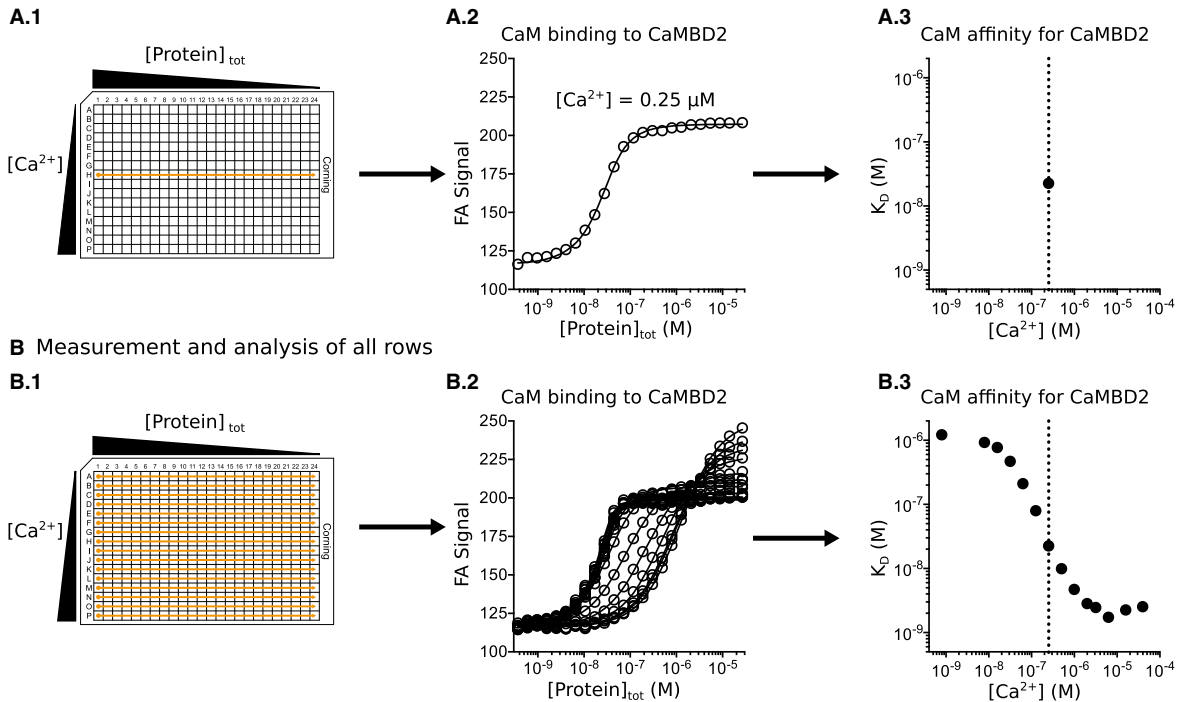 A.1
[Protein] tot
1 2 3 4 5 6 7 8 9 10 11 12 13 14 15 16 17 18 19 20 21 22 23 24
A
B
C
D
E
F
G
H
I
J
K
L
M
N
O
P
[Ca2+]
Corning
A.2
CaM binding to CaMBD2
[Ca2+] = 0.25 μM
FA Signal
250
225
200
175
150
125
100
10-9 10-8 10-7 10-6 10-5
[Protein]tot (M)
A.3
CaM affinity for CaMBD2
KD (M)
10-6
10-7
10-8
10-9
10-9 10-8 10-7 10-6 10-5 10-4
[Ca2+] (M)
B Measurement and analysis of all rows
B.1
[Protein] tot
1 2 3 4 5 6 7 8 9 10 11 12 13 14 15 16 17 18 19 20 21 22 23 24
A
B
C
D
E
F
G
H
I
J
K
L
M
N
O
P
[Ca2+]
Corning
B.2
CaM binding to CaMBD2
FA Signal
250
225
200
175
150
125
100
10-9 10-8 10-7 10-6 10-5
[Protein]tot (M)
B.3
CaM affinity for CaMBD2
KD (M)
10-6
10-7
10-8
10-9
10-9 10-8 10-7 10-6 10-5 10-4
[Ca2+] (M)